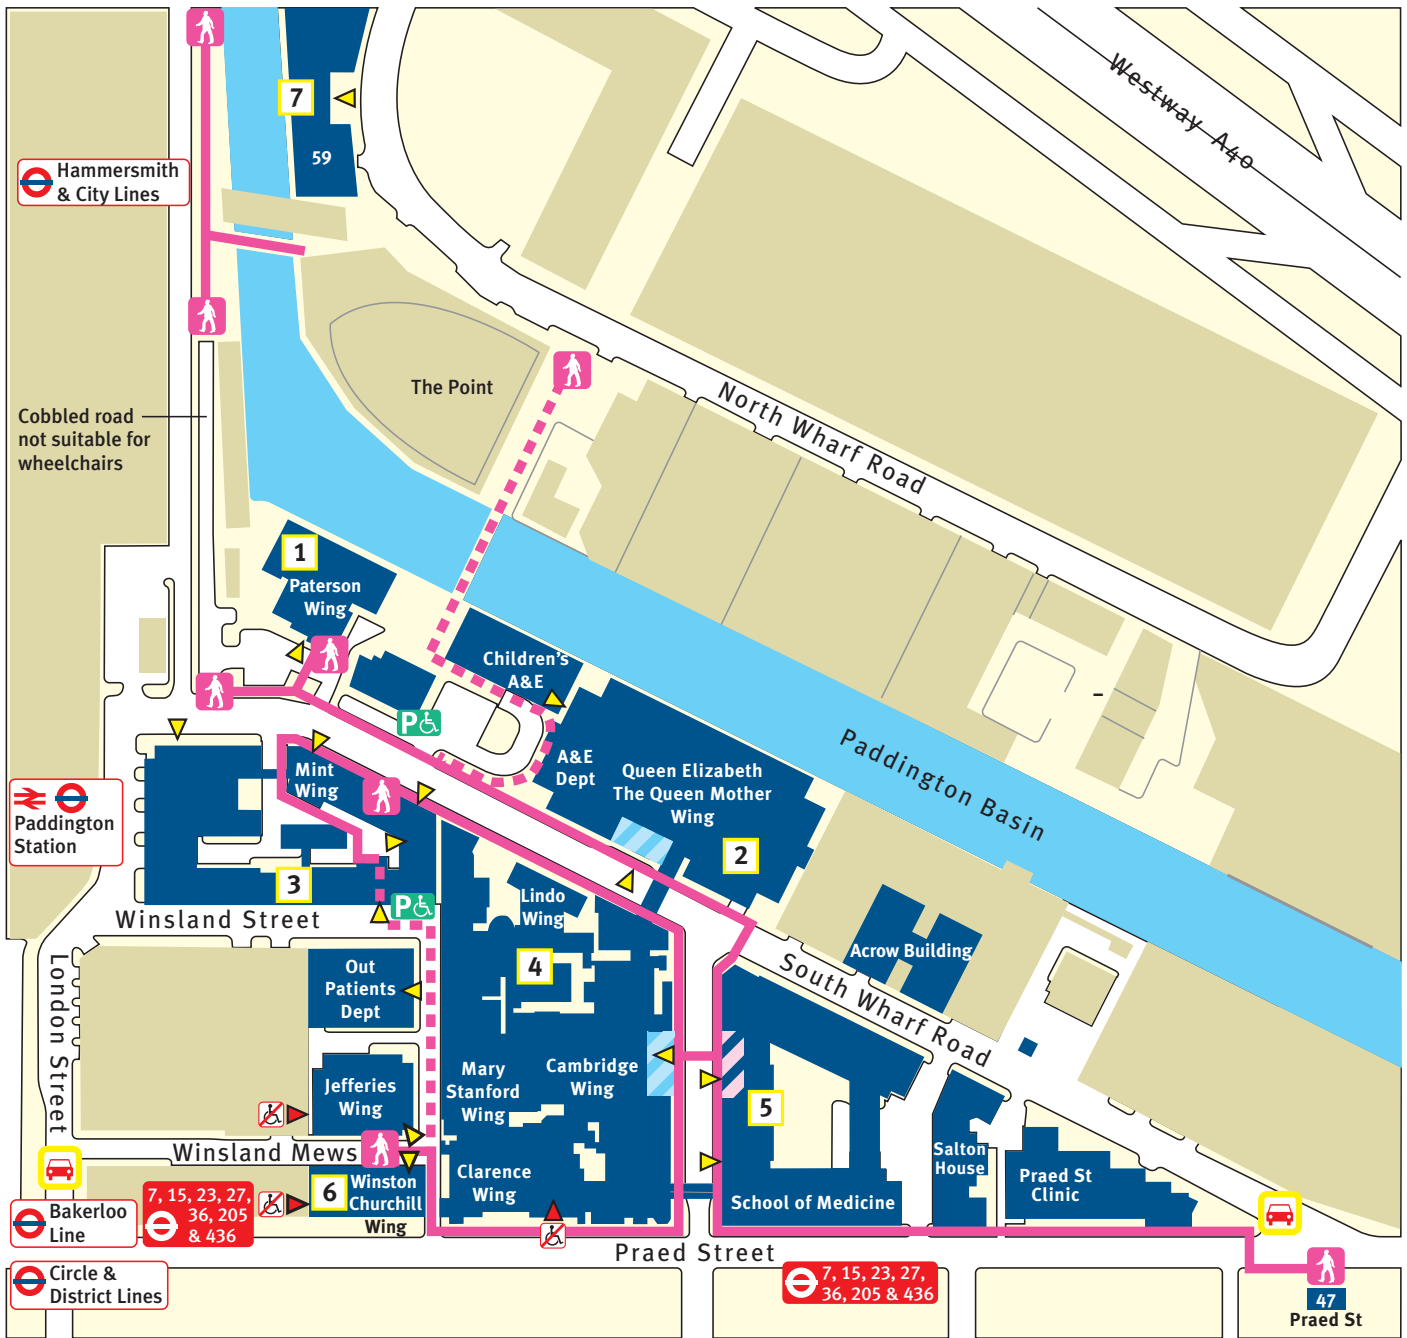 7
59
Westway A40
Hammersmith
& City Lines
The Point
North Wharf Road
Cobbled road
not suitable for
wheelchairs
1
Paterson
Wing
Children's
A&E
P
A&E
Dept
Queen Elizabeth
The Queen Mother
Wing
2
Paddington Basin
Mint
Wing
Paddington
Station
3
P
Lindo
Wing
Winsland Street
4
Acrow Building
South Wharf Road
Out
Patients
Dept
London Street
Mary
Stanford
Wing
Cambridge
Wing
Jefferies
Wing
5
Winsland Mews
Salton
House
Clarence
Wing
Praed St
Clinic
6
Winston
Churchill
Wing
School of Medicine
7, 15, 23, 27,
36, 205
& 436
Bakerloo
Line
Praed Street
Circle &
District Lines
7, 15, 23, 27,
36, 205 & 436
47
Praed St